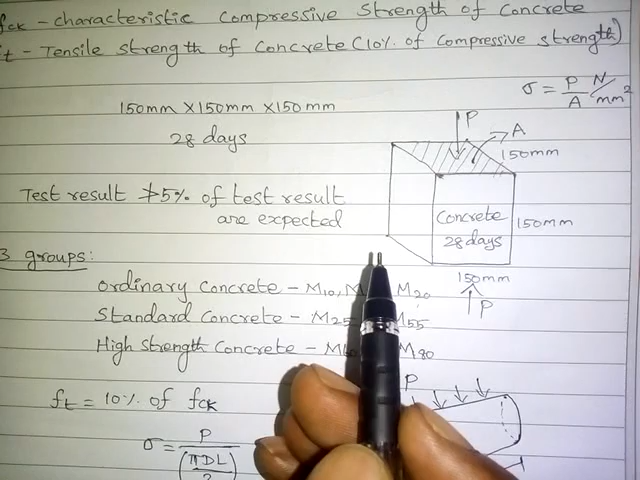 fck - characteristic Compressive Strength of Concrete
ft - Tensile strength of Concrete (10% of compressive strength)
σ = P/A N/mm²
150mm X 150mm X 150mm
28 days
P
A
150mm
Test result ≯5% of test result
are expected
Concrete
28 days
150mm
150mm
P
3 groups:
Ordinary Concrete - M10, M20
Standard Concrete - M25 M55
High Strength Concrete - M80
P
ft = 10% of fck
σ = P/(πDL/2)